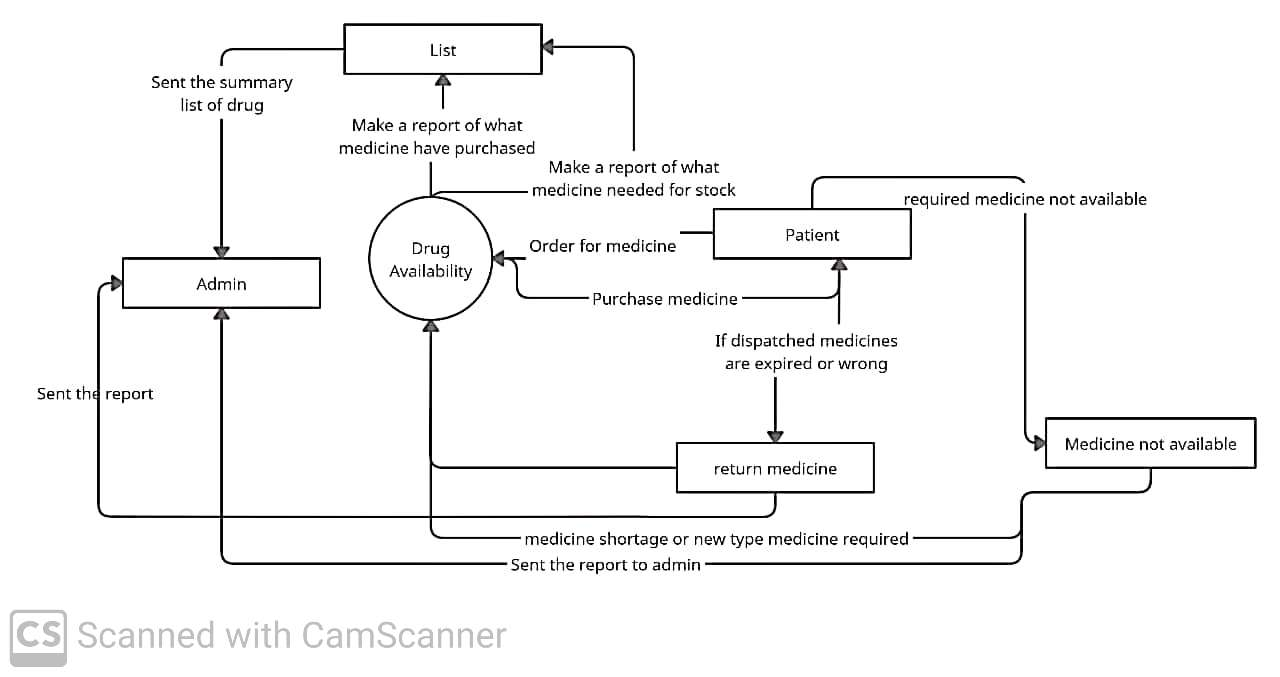 List
Sent the summary
list of drug
Make a report of what
medicine have purchased
Make a report of what
medicine needed for stock
required medicine not available
Patient
Drug
Availability
Order for medicine
Admin
Purchase medicine
If dispatched medicines
are expired or wrong
Sent the report
Medicine not available
return medicine
medicine shortage or new type medicine required
Sent the report to admin
CS Scanned with CamScanner